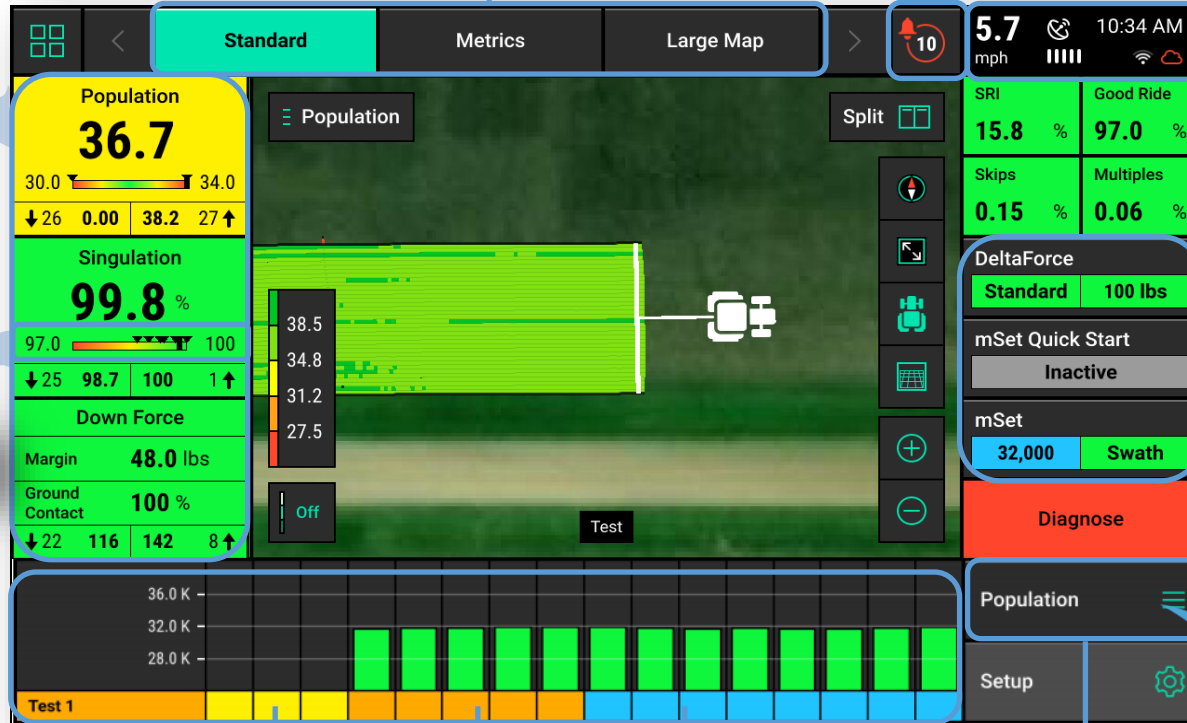 Standard
Metrics
Large Map
10
5.7
mph
10:34 AM
Population
36.7
30.0 34.0
26 0.00 38.2 27
Singulation
99.8 %
97.0 100
25 98.7 100 1
Down Force
Margin 48.0 lbs
Ground
Contact 100 %
22 116 142 8
Population
Split
38.5
34.8
31.2
27.5
Off
Test
SRI
15.8 %
Good Ride
97.0 %
Skips
0.15 %
Multiples
0.06 %
DeltaForce
Standard 100 lbs
mSet Quick Start
Inactive
mSet
32,000 Swath
Diagnose
Population
Setup
36.0 K
32.0 K
28.0 K
Test 1